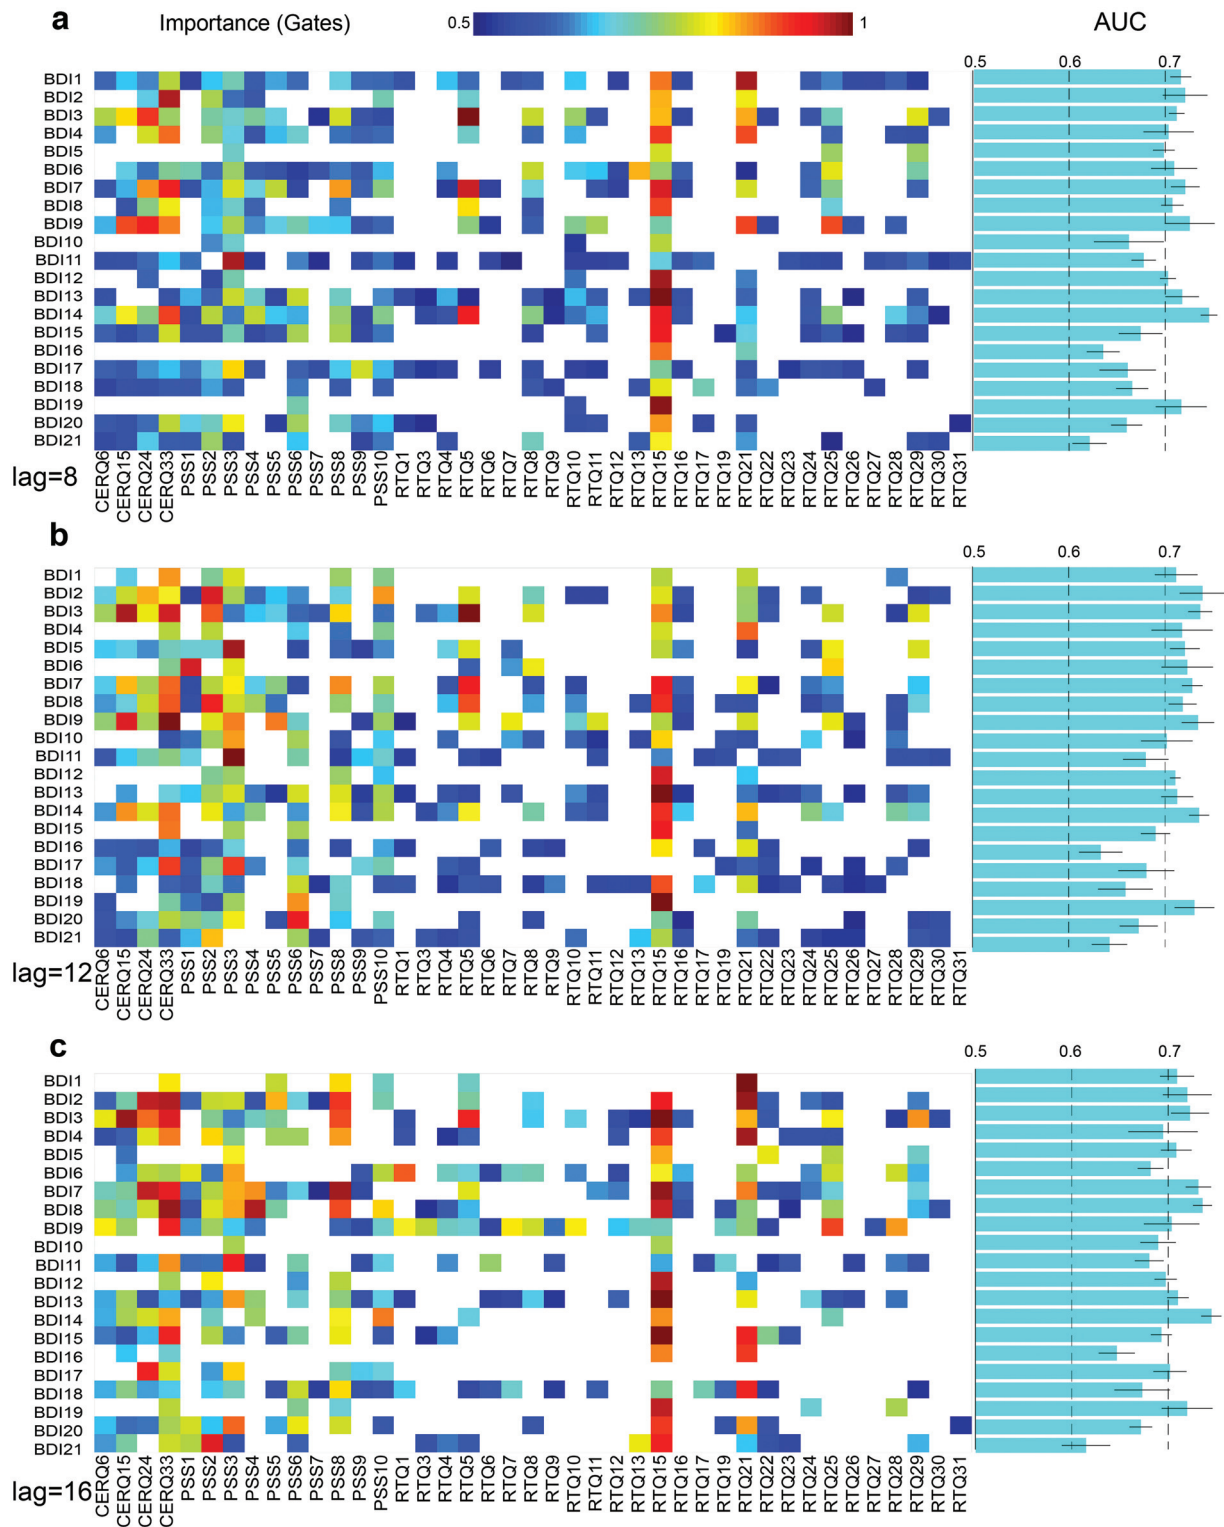 a Importance (Gates) 0.5 1 AUC
0.5 0.6 0.7
BDI1
BDI2
BDI3
BDI4
BDI5
BDI6
BDI7
BDI8
BDI9
BDI10
BDI11
BDI12
BDI13
BDI14
BDI15
BDI16
BDI17
BDI18
BDI19
BDI20
BDI21
lag=8
CERQ6 CERQ15 CERQ24 CERQ33 PSS1 PSS2 PSS3 PSS4 PSS5 PSS6 PSS7 PSS8 PSS9 PSS10 RTQ1 RTQ3 RTQ4 RTQ5 RTQ6 RTQ7 RTQ8 RTQ9 RTQ10 RTQ11 RTQ12 RTQ13 RTQ15 RTQ16 RTQ17 RTQ19 RTQ21 RTQ22 RTQ23 RTQ24 RTQ25 RTQ26 RTQ27 RTQ28 RTQ29 RTQ30 RTQ31
b
0.5 0.6 0.7
BDI1
BDI2
BDI3
BDI4
BDI5
BDI6
BDI7
BDI8
BDI9
BDI10
BDI11
BDI12
BDI13
BDI14
BDI15
BDI16
BDI17
BDI18
BDI19
BDI20
BDI21
lag=12
CERQ6 CERQ15 CERQ24 CERQ33 PSS1 PSS2 PSS3 PSS4 PSS5 PSS6 PSS7 PSS8 PSS9 PSS10 RTQ1 RTQ3 RTQ4 RTQ5 RTQ6 RTQ7 RTQ8 RTQ9 RTQ10 RTQ11 RTQ12 RTQ13 RTQ15 RTQ16 RTQ17 RTQ19 RTQ21 RTQ22 RTQ23 RTQ24 RTQ25 RTQ26 RTQ27 RTQ28 RTQ29 RTQ30 RTQ31
c
0.5 0.6 0.7
BDI1
BDI2
BDI3
BDI4
BDI5
BDI6
BDI7
BDI8
BDI9
BDI10
BDI11
BDI12
BDI13
BDI14
BDI15
BDI16
BDI17
BDI18
BDI19
BDI20
BDI21
lag=16
CERQ6 CERQ15 CERQ24 CERQ33 PSS1 PSS2 PSS3 PSS4 PSS5 PSS6 PSS7 PSS8 PSS9 PSS10 RTQ1 RTQ3 RTQ4 RTQ5 RTQ6 RTQ7 RTQ8 RTQ9 RTQ10 RTQ11 RTQ12 RTQ13 RTQ15 RTQ16 RTQ17 RTQ19 RTQ21 RTQ22 RTQ23 RTQ24 RTQ25 RTQ26 RTQ27 RTQ28 RTQ29 RTQ30 RTQ31